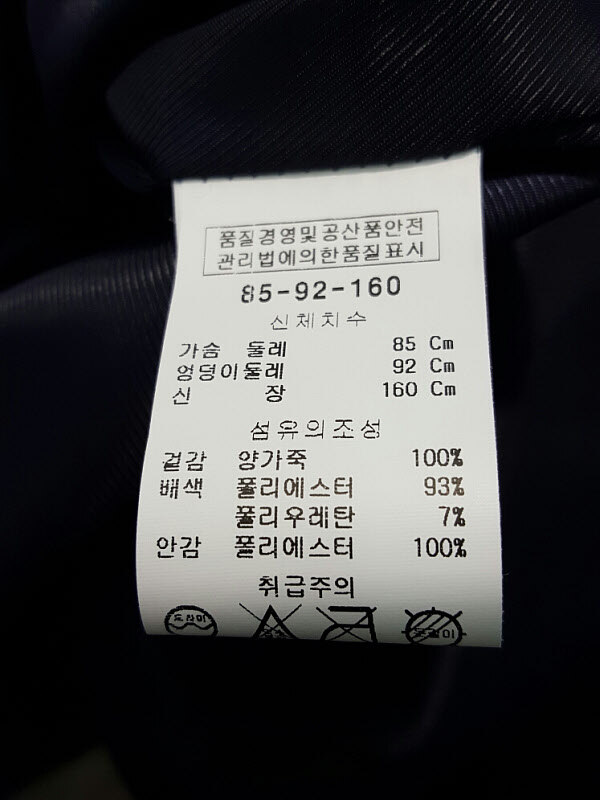 품질경영및공산품안전
관리법에의한품질표시
85-92-160
신체치수
가슴 둘레 85 Cm
엉덩이둘레 92 Cm
신 장 160 Cm
섬유의조성
겉감 양가죽 100%
배색 폴리에스터 93%
폴리우레탄 7%
안감 폴리에스터 100%
취급주의
드라이